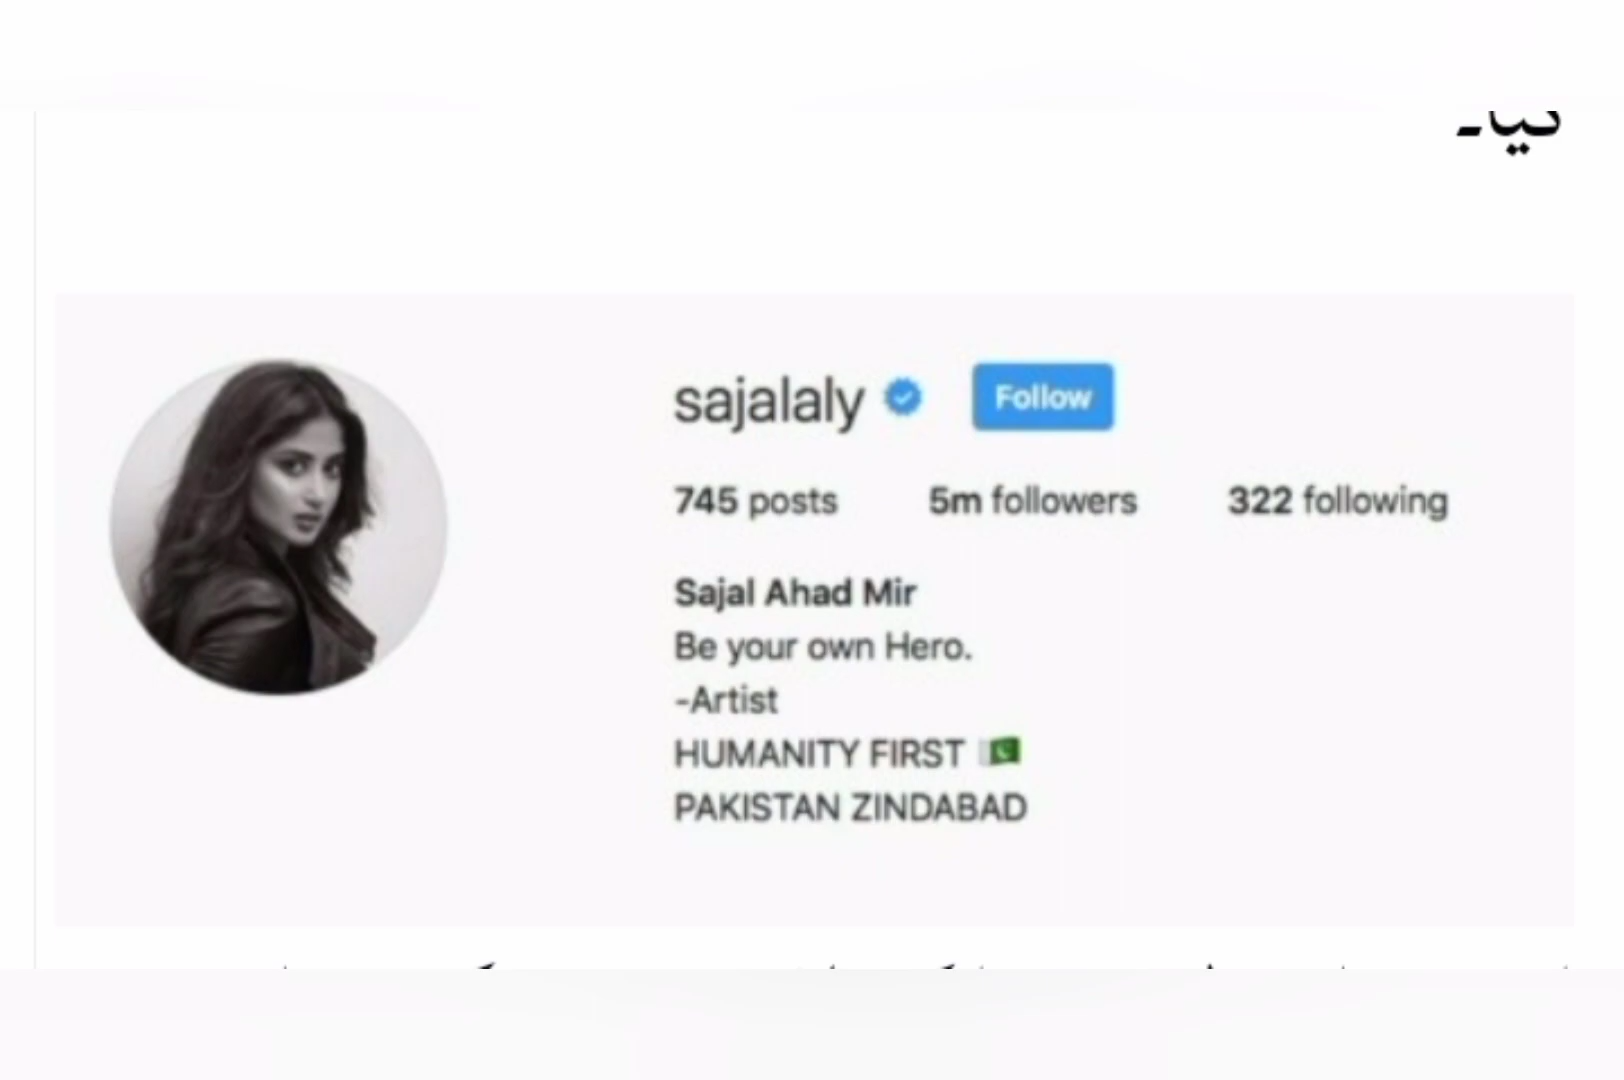 کیا۔
sajalaly Follow
745 posts 5m followers 322 following
Sajal Ahad Mir
Be your own Hero.
-Artist
HUMANITY FIRST 🇵🇰
PAKISTAN ZINDABAD